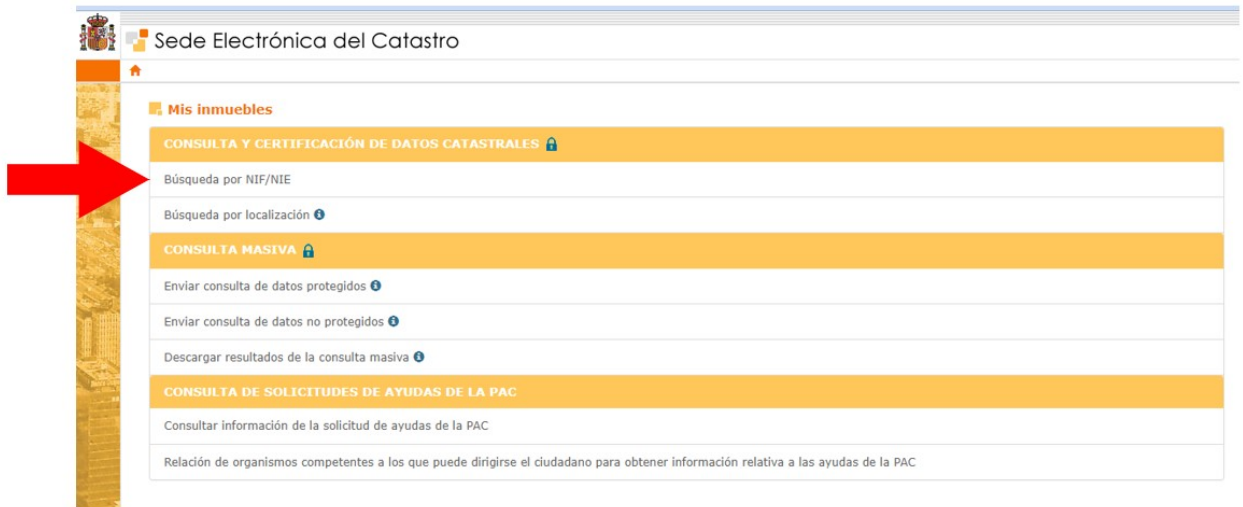 Sede Electrónica del Catastro
Mis inmuebles
CONSULTA Y CERTIFICACIÓN DE DATOS CATASTRALES
Búsqueda por NIF/NIE
Búsqueda por localización
CONSULTA MASIVA
Enviar consulta de datos protegidos
Enviar consulta de datos no protegidos
Descargar resultados de la consulta masiva
CONSULTA DE SOLICITUDES DE AYUDAS DE LA PAC
Consultar información de la solicitud de ayudas de la PAC
Relación de organismos competentes a los que puede dirigirse el ciudadano para obtener información relativa a las ayudas de la PAC